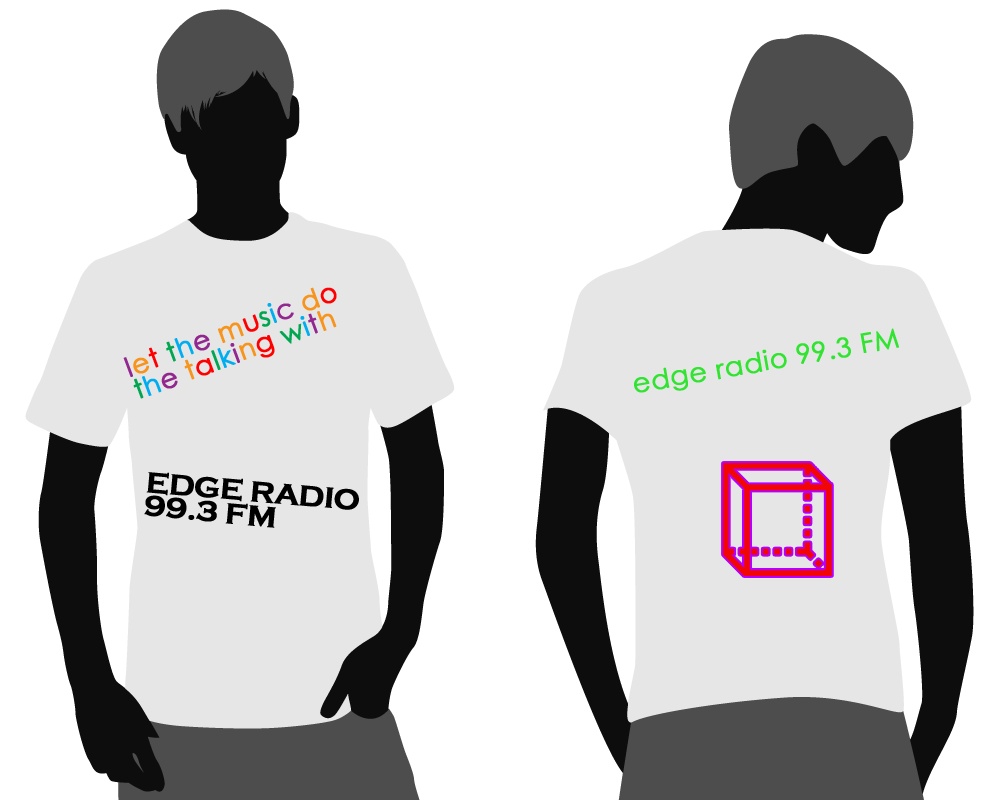 let the music do
the talking with
EDGE RADIO
99.3 FM
edge radio 99.3 FM